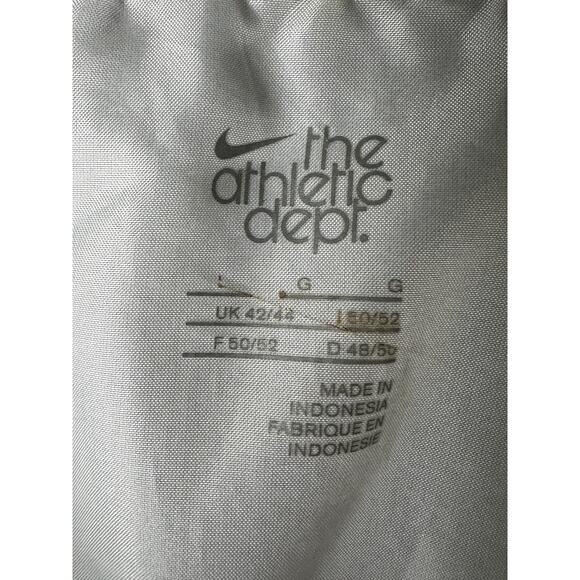 the
athletic
dept.
L G G
UK 42/44 I 50/52
F 50/52 D 48/50
MADE IN
INDONESIA
FABRIQUE EN
INDONESIE